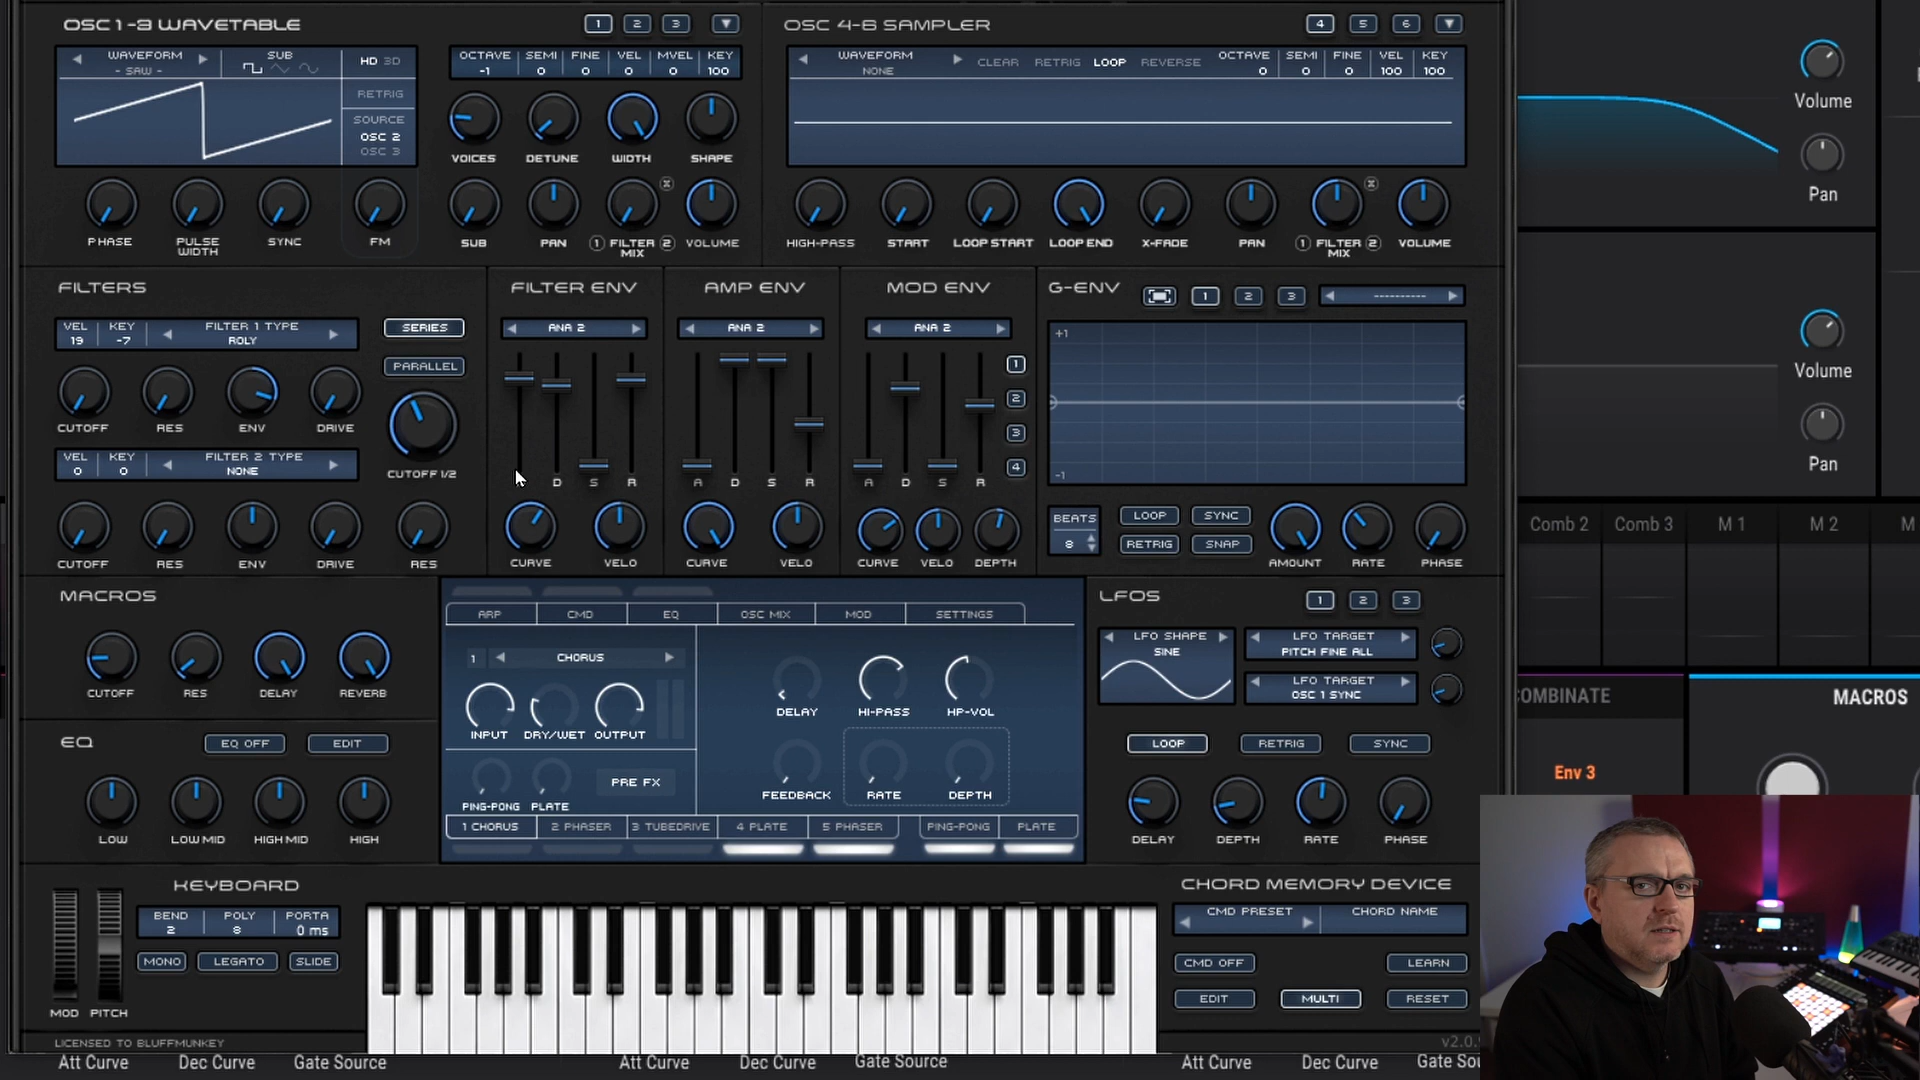 OSC 1-3 WAVETABLE
1 2 3
OSC 4-6 SAMPLER
4 5 6
WAVEFORM
- SAW -
SUB
HD 3D
RETRIG
SOURCE
OSC 2
OSC 3
OCTAVE SEMI FINE VEL MVEL KEY
-1 0 0 0 0 100
VOICES DETUNE WIDTH SHAPE
WAVEFORM
NONE
CLEAR RETRIG LOOP REVERSE
OCTAVE SEMI FINE VEL KEY
0 0 0 100 100
PHASE PULSE WIDTH SYNC FM
SUB PAN 1 FILTER MIX 2 VOLUME
HIGH-PASS START LOOP START LOOP END X-FADE PAN 1 FILTER MIX 2 VOLUME
Volume
Pan
FILTERS
VEL KEY FILTER 1 TYPE
19 -7 ROLY
SERIES
PARALLEL
CUTOFF RES ENV DRIVE
VEL KEY FILTER 2 TYPE
0 0 NONE
CUTOFF 1/2
CUTOFF RES ENV DRIVE RES
FILTER ENV
ANA 2
D S R
CURVE VELO
AMP ENV
ANA 2
A D S R
CURVE VELO
MOD ENV
ANA 2
1
2
3
4
A D S R
CURVE VELO DEPTH
G-ENV
1 2 3
----------
+1
-1
BEATS
8
LOOP SYNC
RETRIG SNAP
AMOUNT RATE PHASE
Volume
Pan
Comb 2 Comb 3 M 1 M 2 M
MACROS
CUTOFF RES DELAY REVERB
EQ
EQ OFF EDIT
LOW LOW MID HIGH MID HIGH
ARP CMD EQ OSC MIX MOD SETTINGS
1 CHORUS
INPUT DRY/WET OUTPUT
PING-PONG PLATE
PRE FX
DELAY HI-PASS HP-VOL
FEEDBACK RATE DEPTH
1 CHORUS 2 PHASER 3 TUBEDRIVE 4 PLATE 5 PHASER PING-PONG PLATE
LFOS
1 2 3
LFO SHAPE
SINE
LFO TARGET
PITCH FINE ALL
LFO TARGET
OSC 1 SYNC
LOOP RETRIG SYNC
DELAY DEPTH RATE PHASE
OMBINATE
MACROS
Env 3
KEYBOARD
BEND POLY PORTA
2 8 0 ms
MONO LEGATO SLIDE
MOD PITCH
CHORD MEMORY DEVICE
CMD PRESET CHORD NAME
CMD OFF LEARN
EDIT MULTI RESET
LICENSED TO BLUFFMUNKEY
v2.0.
Att Curve Dec Curve Gate Source Att Curve Dec Curve Gate Source Att Curve Dec Curve Gate Sou